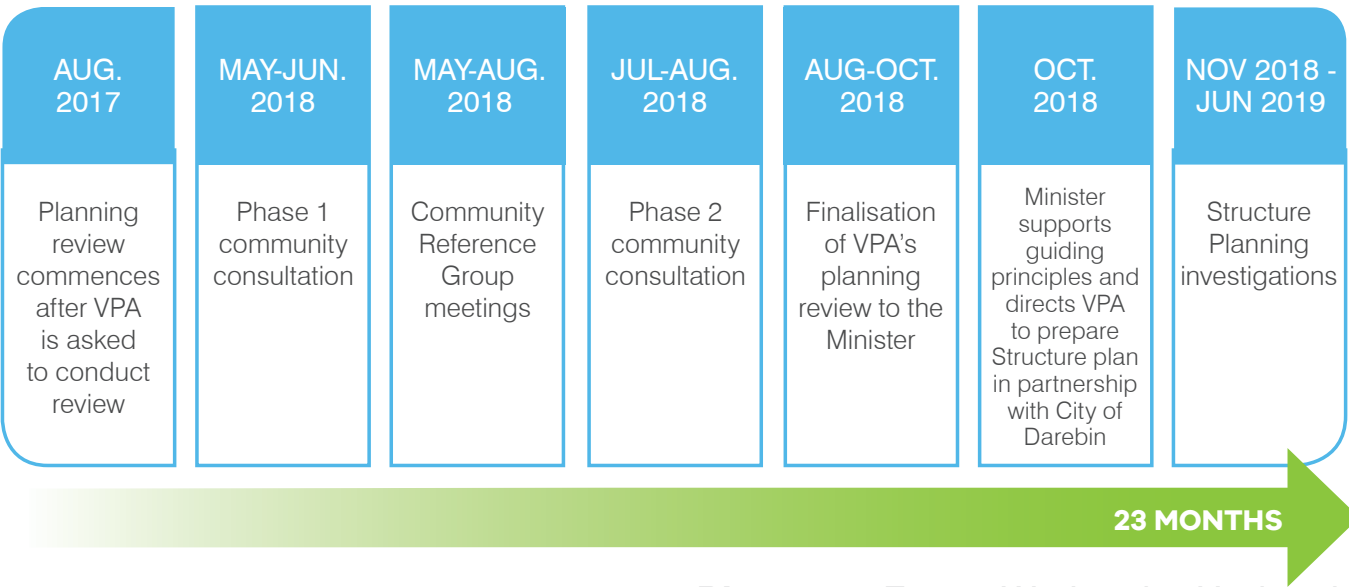 AUG.
2017
Planning
review
commences
after VPA
is asked
to conduct
review
MAY-JUN.
2018
Phase 1
community
consultation
MAY-AUG.
2018
Community
Reference
Group
meetings
JUL-AUG.
2018
Phase 2
community
consultation
AUG-OCT.
2018
Finalisation
of VPA's
planning
review to the
Minister
OCT.
2018
Minister
supports
guiding
principles and
directs VPA
to prepare
Structure plan
in partnership
with City of
Darebin
NOV 2018 -
JUN 2019
Structure
Planning
investigations
23 MONTHS